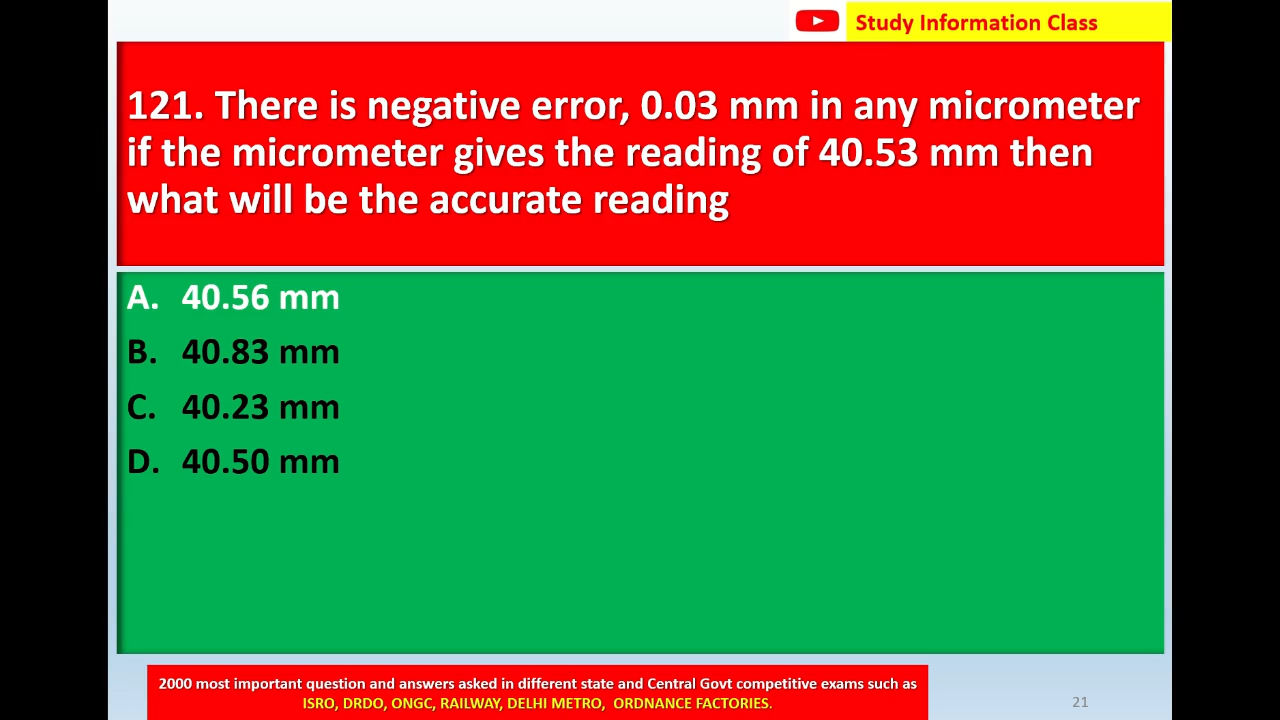 Study Information Class
121. There is negative error, 0.03 mm in any micrometer
if the micrometer gives the reading of 40.53 mm then
what will be the accurate reading
A. 40.56 mm
B. 40.83 mm
C. 40.23 mm
D. 40.50 mm
2000 most important question and answers asked in different state and Central Govt competitive exams such as
ISRO, DRDO, ONGC, RAILWAY, DELHI METRO, ORDNANCE FACTORIES.
21